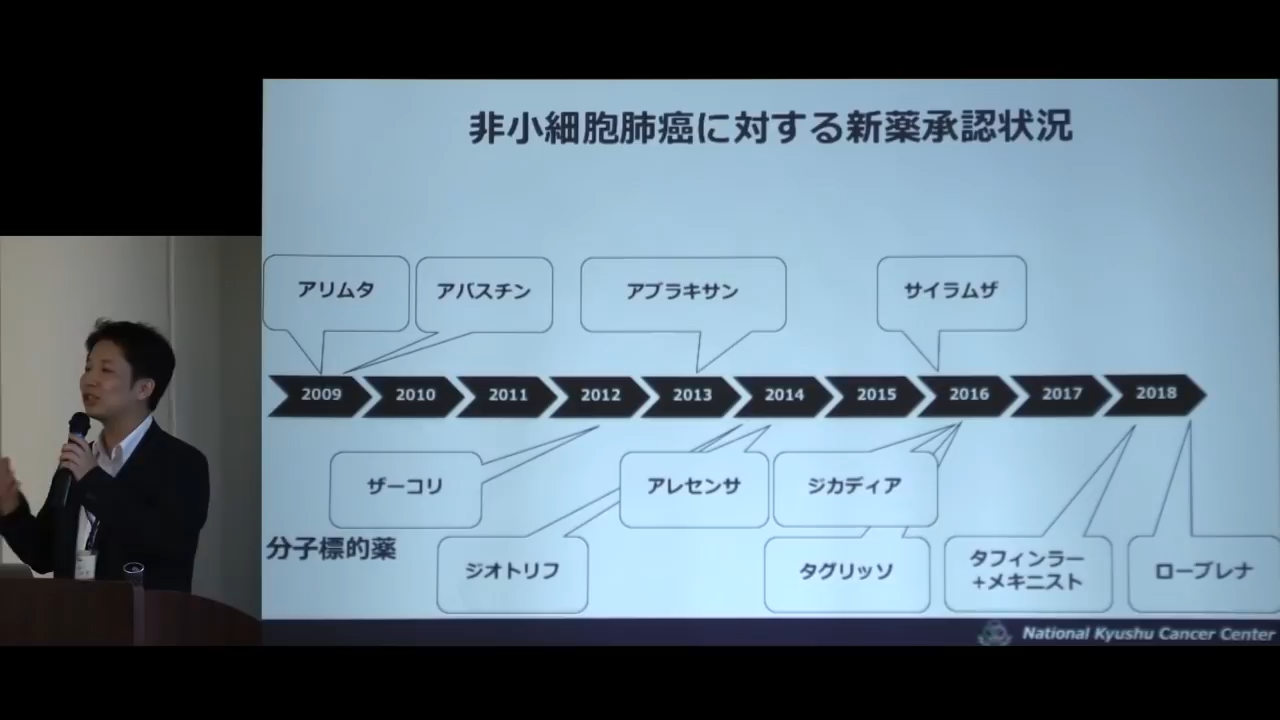 非小細胞肺癌に対する新薬承認状況
アリムタ
アバスチン
アブラキサン
サイラムザ
2009
2010
2011
2012
2013
2014
2015
2016
2017
2018
ザーコリ
アレセンサ
ジカディア
分子標的薬
ジオトリフ
タグリッソ
タフィンラー
+メキニスト
ローブレナ
National Kyushu Cancer Center